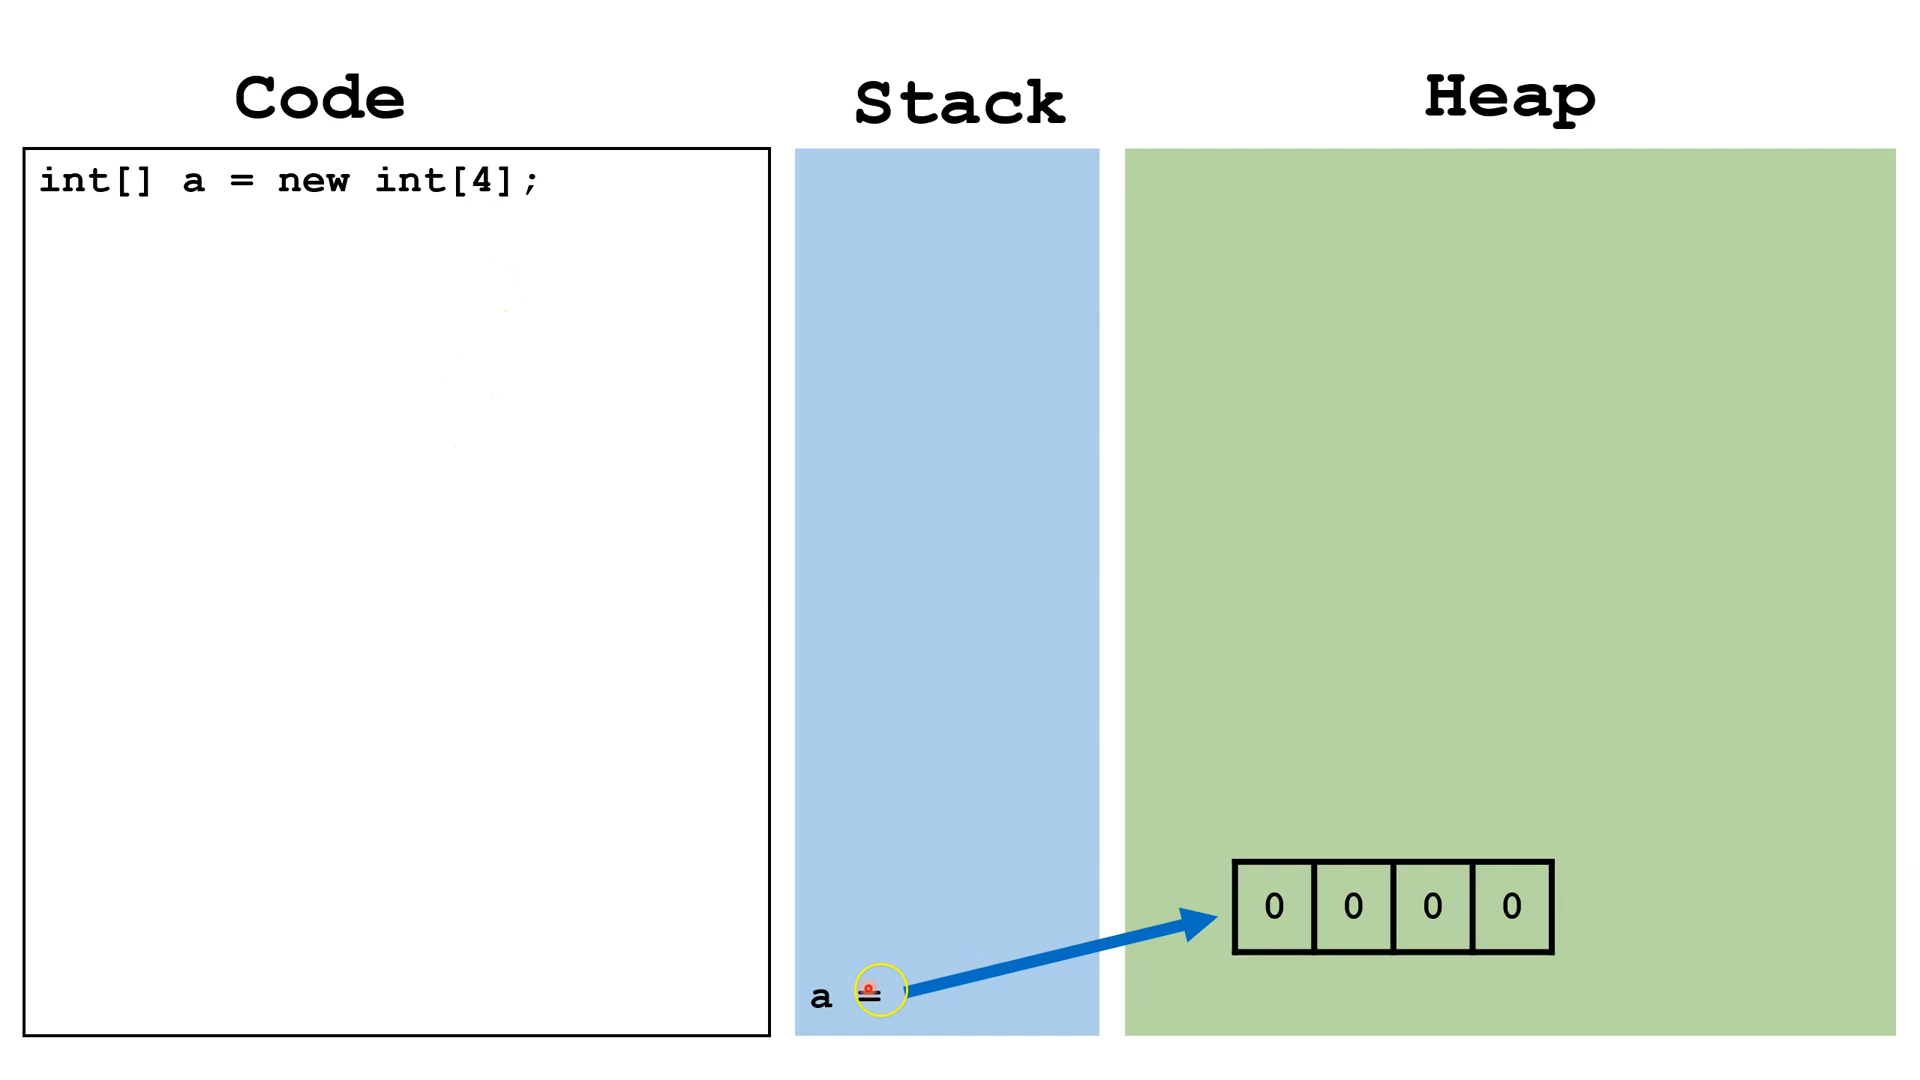 Code
Stack
Heap
int[] a = new int[4];
0 0 0 0
a =